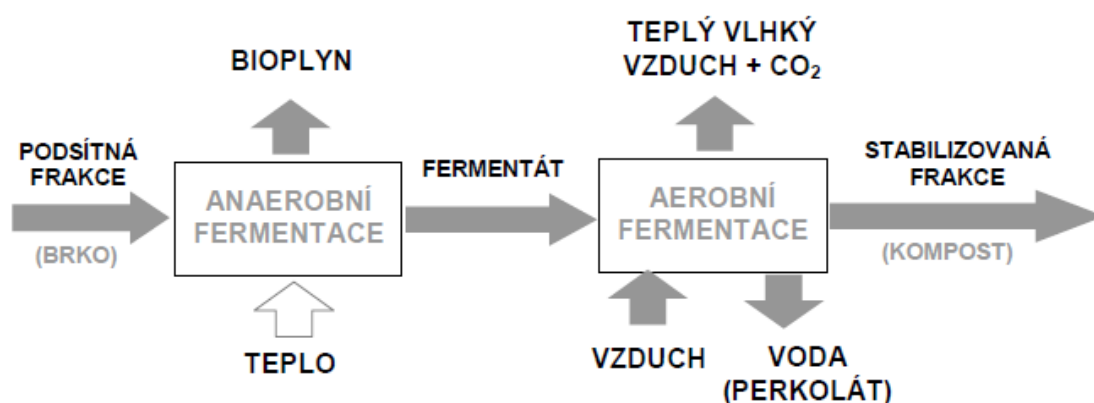 BIOPLYN
TEPLÝ VLHKÝ
VZDUCH + CO₂
PODSÍTNÁ
FRAKCE
(BRKO)
ANAEROBNÍ
FERMENTACE
FERMENTÁT
AEROBNÍ
FERMENTACE
STABILIZOVANÁ
FRAKCE
(KOMPOST)
TEPLO
VZDUCH
VODA
(PERKOLÁT)